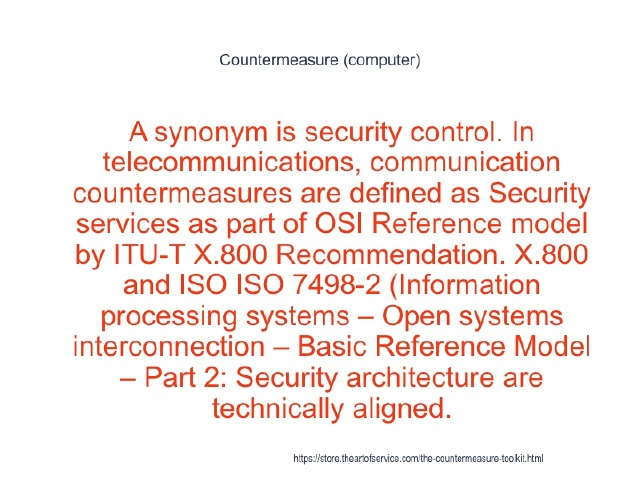 Countermeasure (computer)
A synonym is security control. In
telecommunications, communication
countermeasures are defined as Security
services as part of OSI Reference model
by ITU-T X.800 Recommendation. X.800
and ISO ISO 7498-2 (Information
processing systems – Open systems
interconnection – Basic Reference Model
– Part 2: Security architecture are
technically aligned.
https://store.theartofservice.com/the-countermeasure-toolkit.html